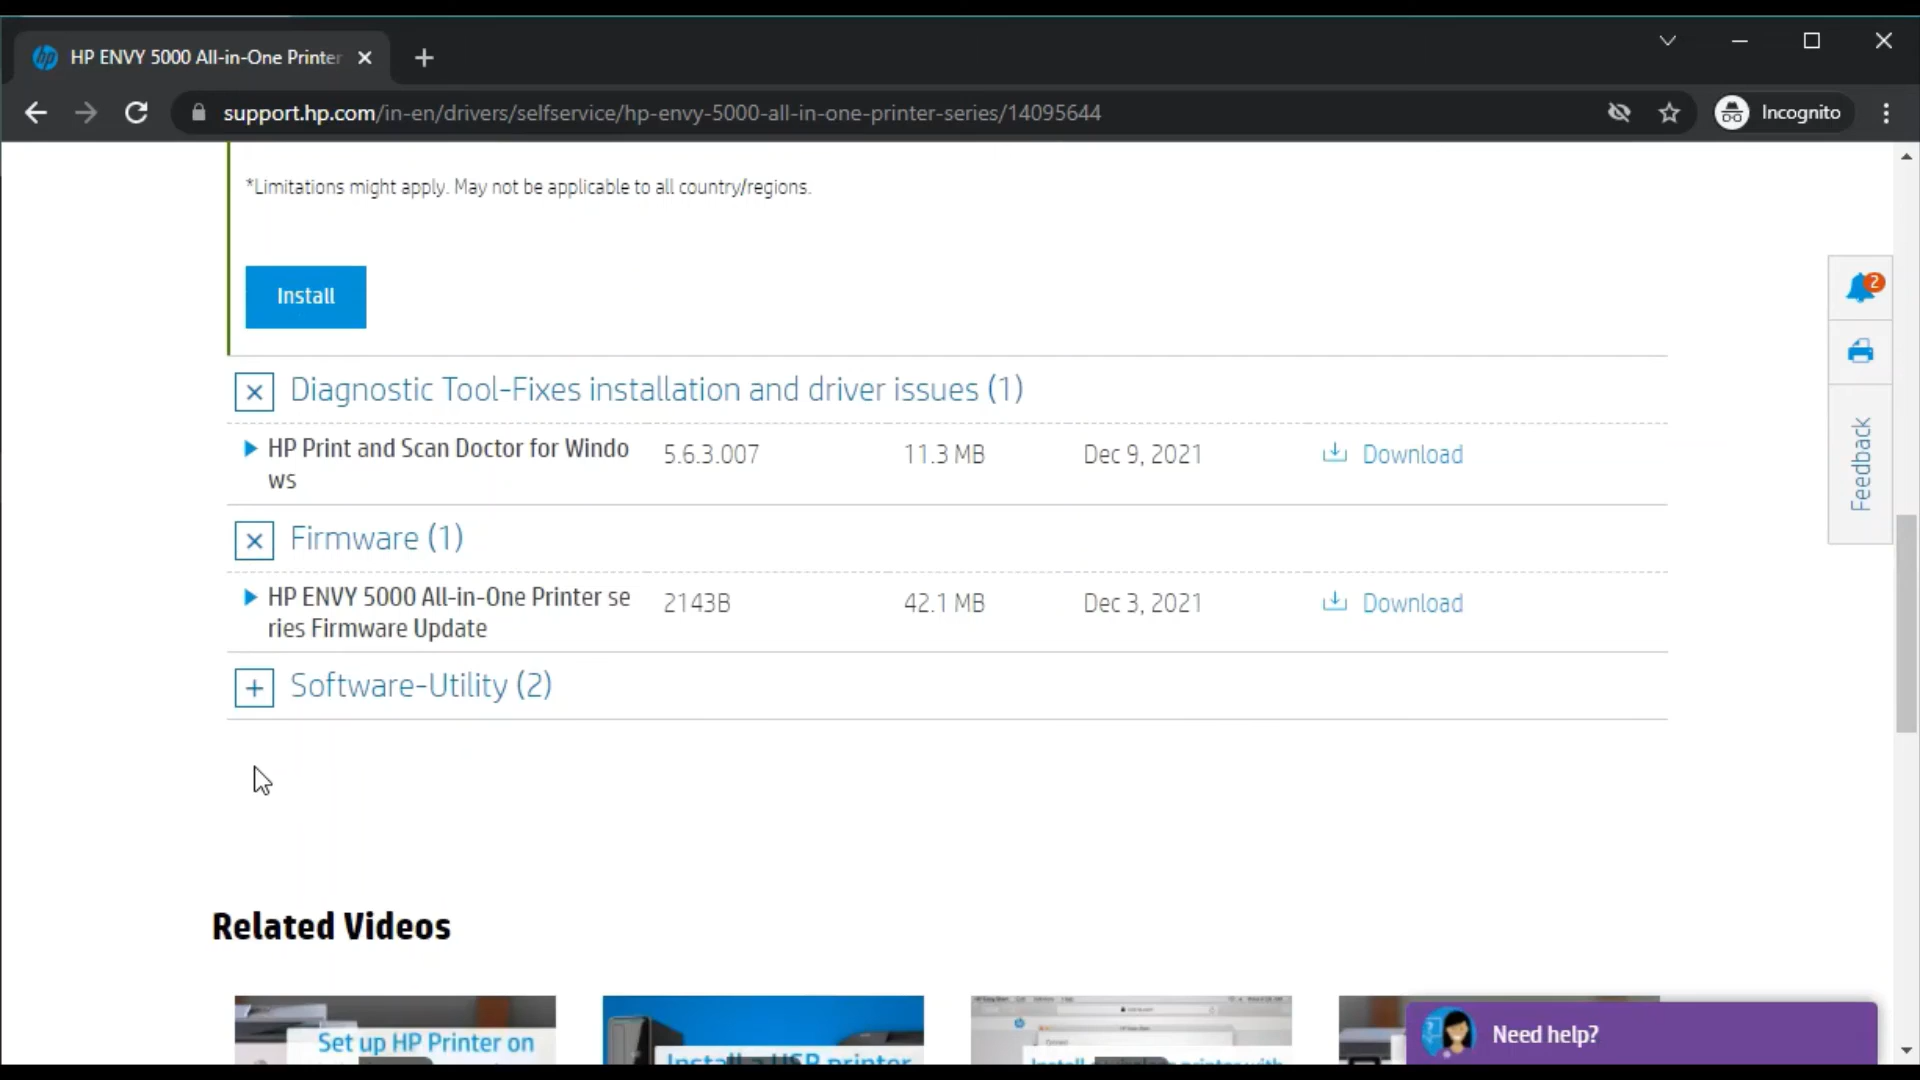 HP ENVY 5000 All-in-One Printer
support.hp.com/in-en/drivers/selfservice/hp-envy-5000-all-in-one-printer-series/14095644
Incognito
*Limitations might apply. May not be applicable to all country/regions.
Install
2
Diagnostic Tool-Fixes installation and driver issues (1)
HP Print and Scan Doctor for Windo
ws
5.6.3.007
11.3 MB
Dec 9, 2021
Download
Feedback
Firmware (1)
HP ENVY 5000 All-in-One Printer se
ries Firmware Update
2143B
42.1 MB
Dec 3, 2021
Download
Software-Utility (2)
Related Videos
Set up HP Printer on
Install a USB printer
Need help?